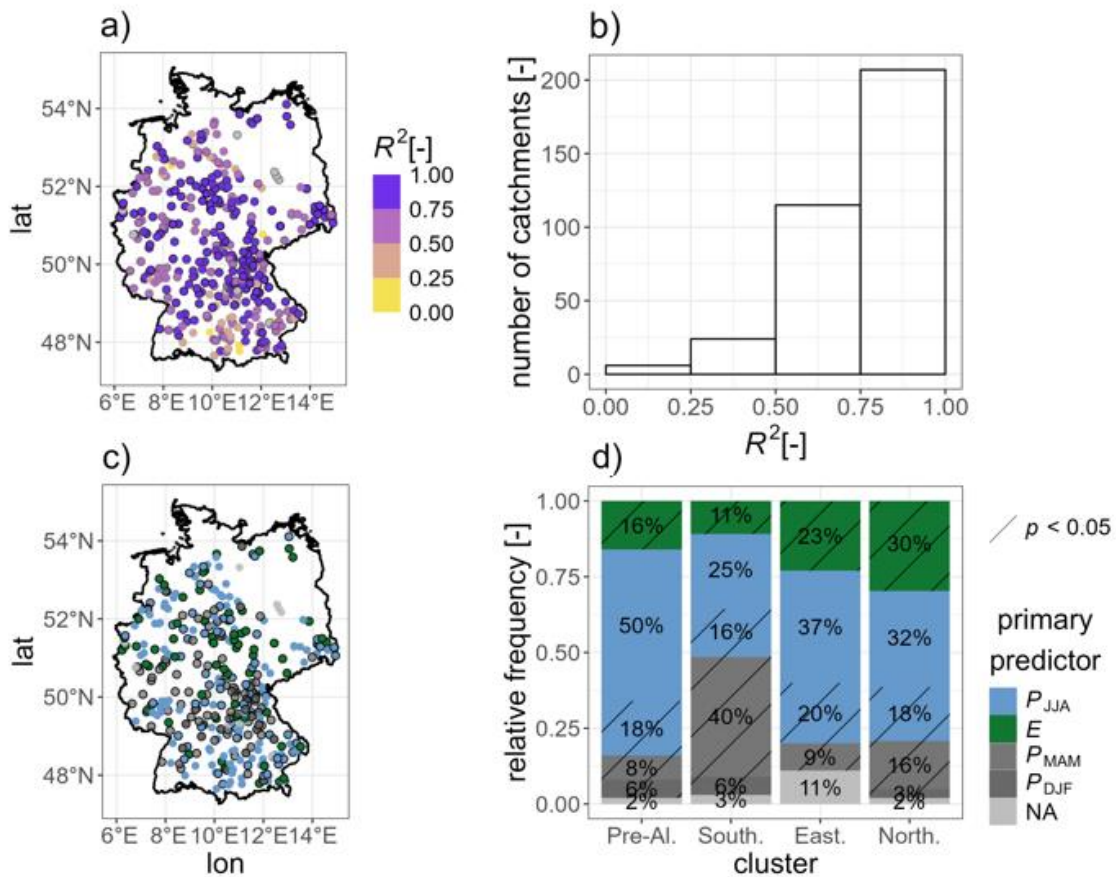 a)
54°N
52°N
50°N
48°N
lat
6°E 8°E 10°E 12°E 14°E
R²[-]
1.00
0.75
0.50
0.25
0.00
b)
number of catchments [-]
200
150
100
50
0
0.00 0.25 0.50 0.75 1.00
R²[-]
c)
54°N
52°N
50°N
48°N
lat
6°E 8°E 10°E 12°E 14°E
lon
d)
relative frequency [-]
1.00
0.75
0.50
0.25
0.00
16% 11% 23% 30%
50% 25% 37% 32%
18% 16% 20% 18%
8% 40% 9% 16%
6% 6% 11% 3%
2% 3% 2%
Pre-Al. South. East. North.
cluster
p < 0.05
primary
predictor
P_JJA
E
P_MAM
P_DJF
NA